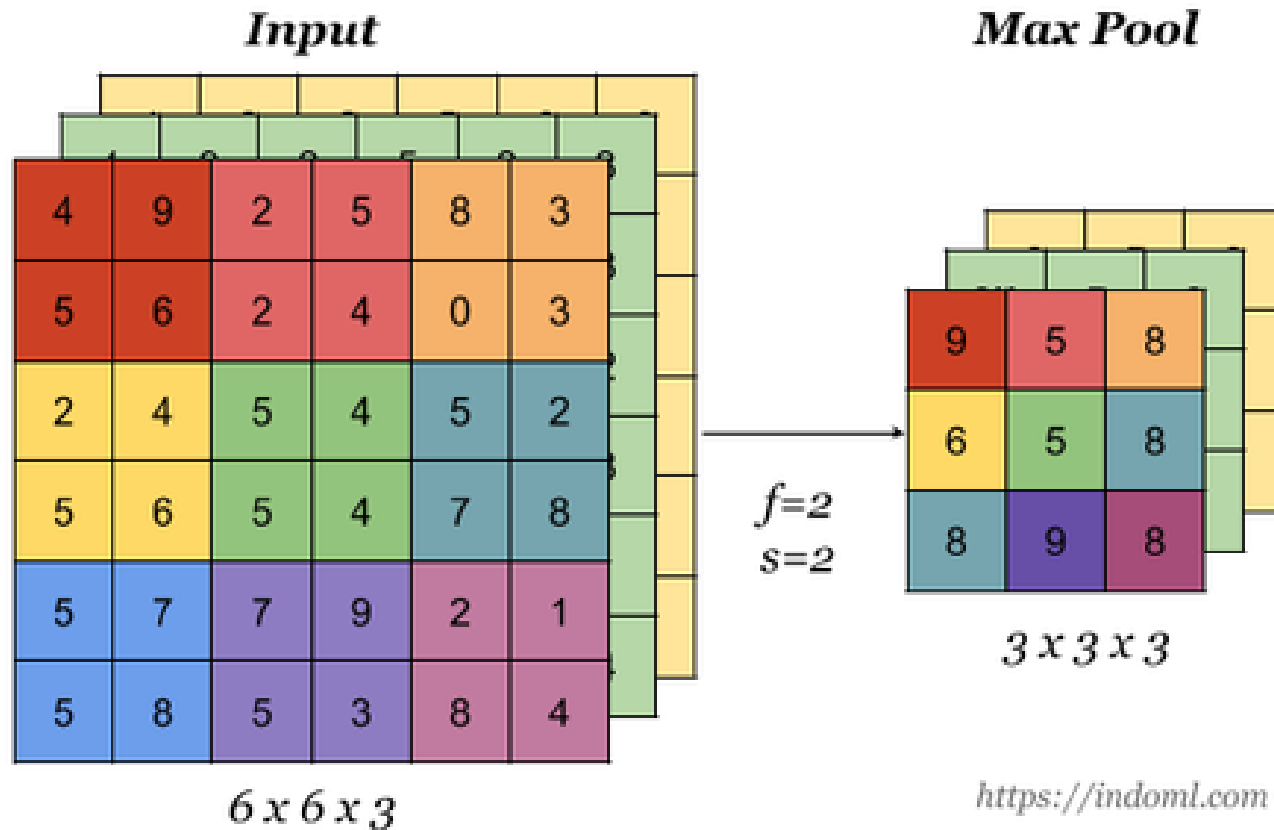 Input
Max Pool
4 9 2 5 8 3
5 6 2 4 0 3
2 4 5 4 5 2
5 6 5 4 7 8
5 7 7 9 2 1
5 8 5 3 8 4
6 x 6 x 3
f=2
s=2
9 5 8
6 5 8
8 9 8
3 x 3 x 3
https://indoml.com